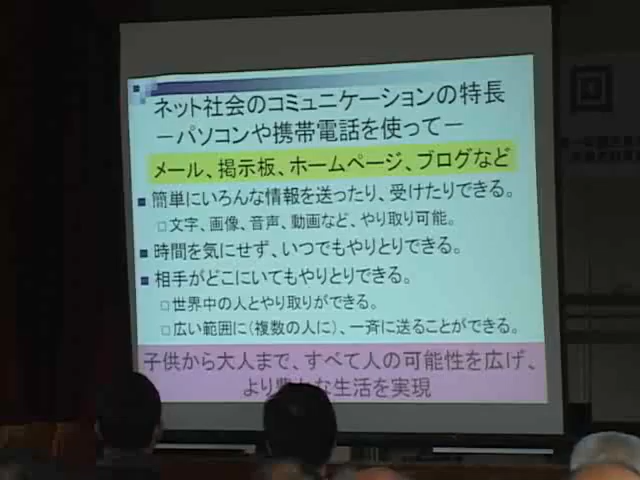 ネット社会のコミュニケーションの特長
－パソコンや携帯電話を使って－
メール、掲示板、ホームページ、ブログなど
■ 簡単にいろんな情報を送ったり、受けたりできる。
□ 文字、画像、音声、動画など、やり取り可能。
■ 時間を気にせず、いつでもやりとりできる。
■ 相手がどこにいてもやりとりできる。
□ 世界中の人とやり取りができる。
□ 広い範囲に(複数の人に)、一斉に送ることができる。
子供から大人まで、すべて人の可能性を広げ、
より豊かな生活を実現